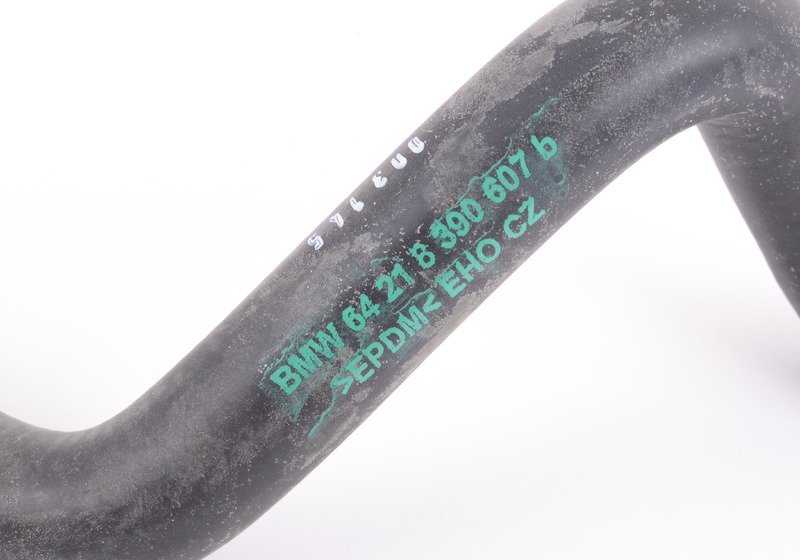 BMW 64 21 8 390 607 b
>EPDM< EHO CZ